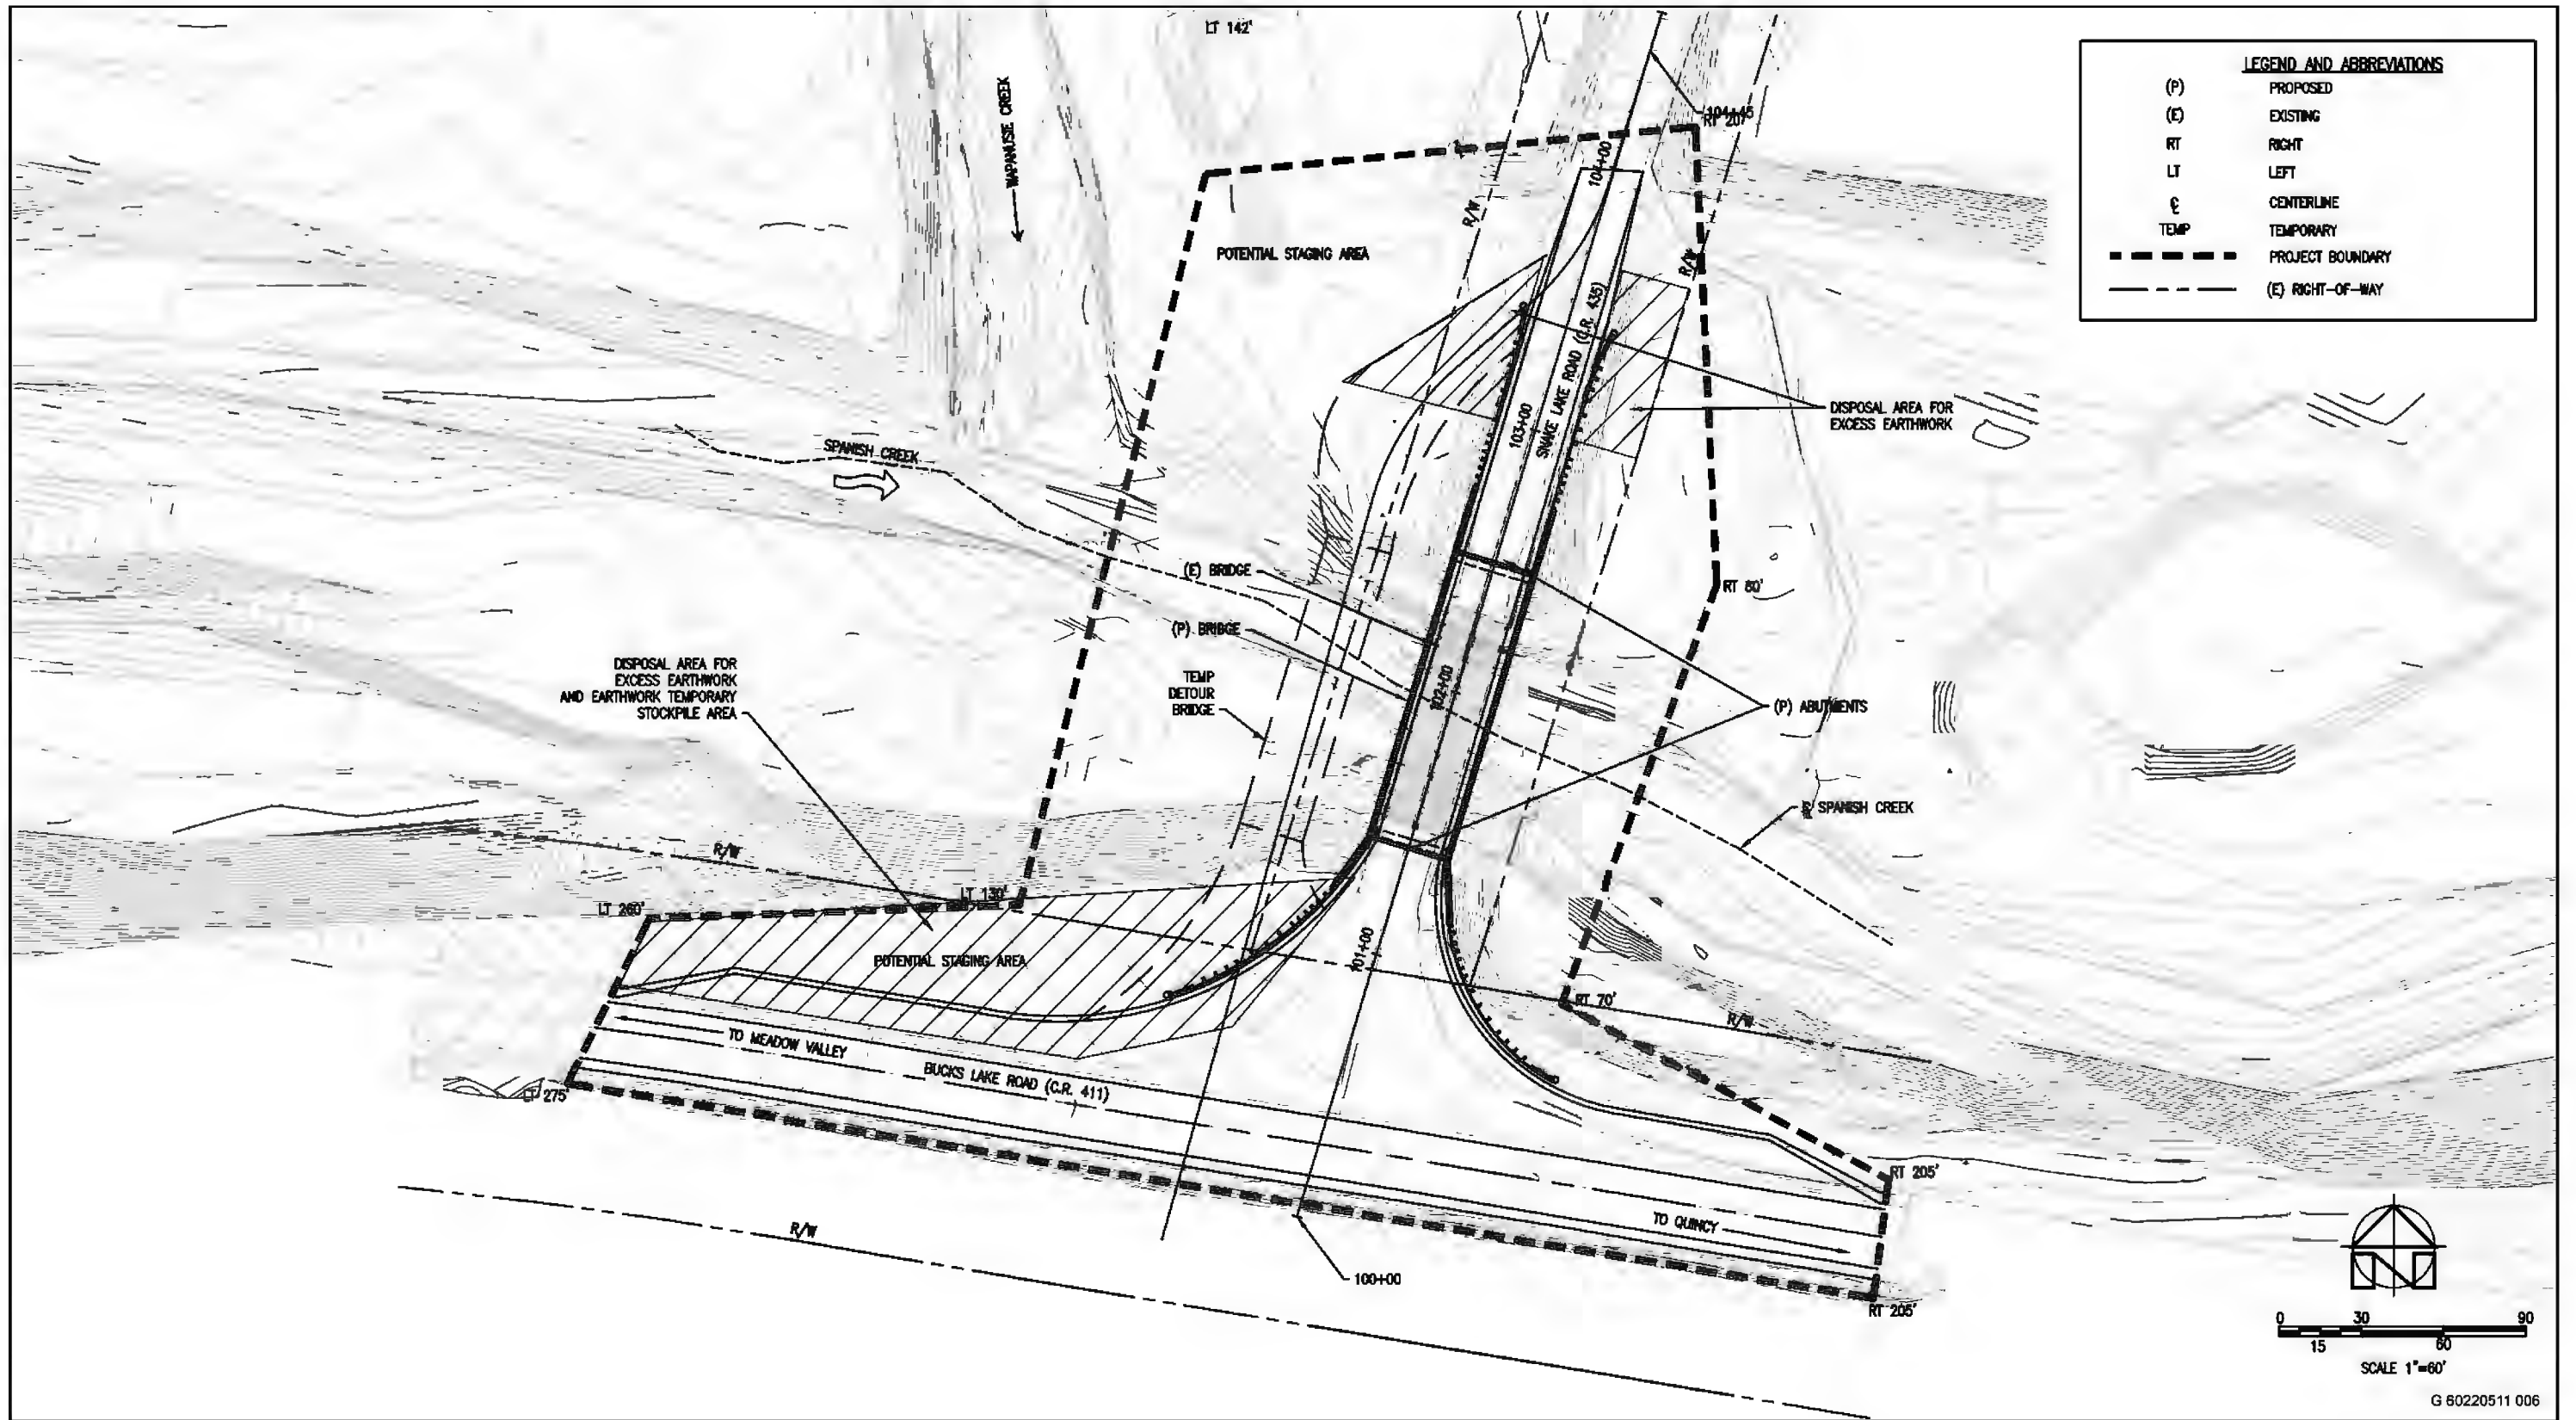 LT 142'
LEGEND AND ABBREVIATIONS
(P) PROPOSED
(E) EXISTING
RT RIGHT
LT LEFT
℄ CENTERLINE
TEMP TEMPORARY
PROJECT BOUNDARY
(E) RIGHT-OF-WAY
WAPANUSIE CREEK
104+45
RT 20'
104+00
R/W
R/W
POTENTIAL STAGING AREA
SNAKE LAKE ROAD (C.R. 435)
103+00
DISPOSAL AREA FOR
EXCESS EARTHWORK
SPANISH CREEK
(E) BRIDGE
RT 80'
(P) BRIDGE
DISPOSAL AREA FOR
EXCESS EARTHWORK
AND EARTHWORK TEMPORARY
STOCKPILE AREA
TEMP
DETOUR
BRIDGE
102+00
(P) ABUTMENTS
℄ SPANISH CREEK
R/W
LT 130'
LT 260'
POTENTIAL STAGING AREA
101+00
RT 70'
R/W
TO MEADOW VALLEY
BUCKS LAKE ROAD (C.R. 411)
LT 275'
RT 205'
TO QUINCY
R/W
100+00
RT 205'
N
0 30 90
15 60
SCALE 1"=60'
G 60220511 006